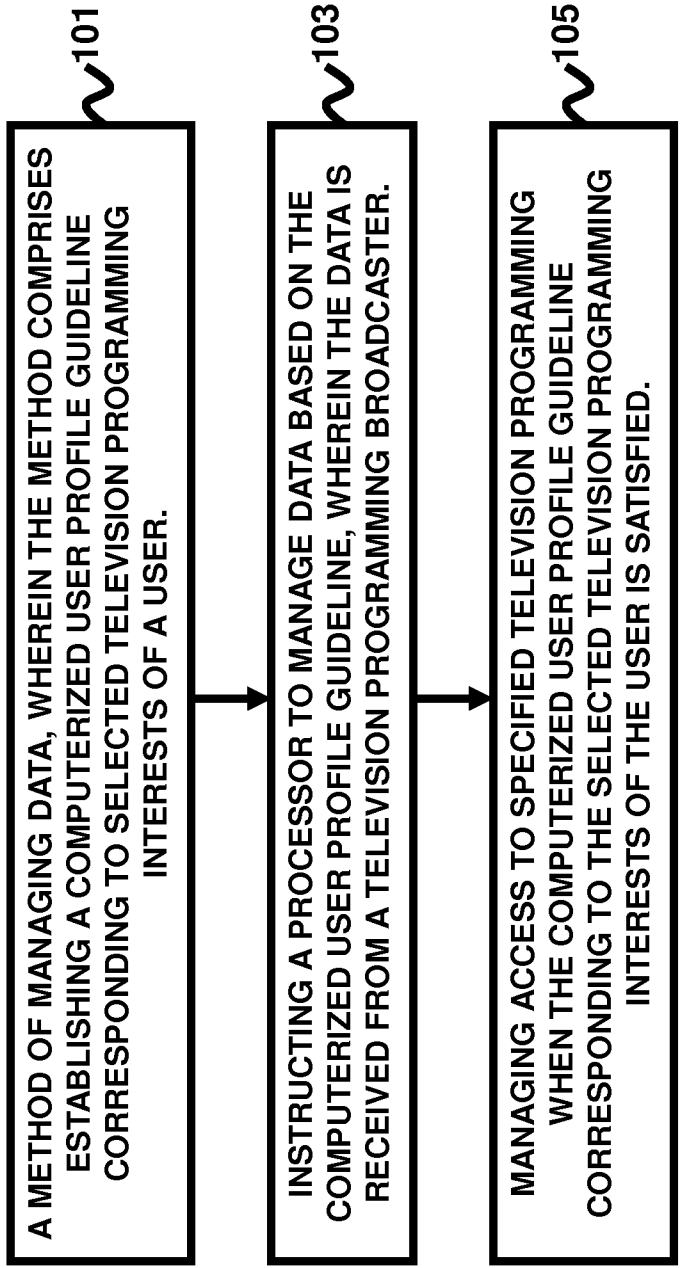 A METHOD OF MANAGING DATA, WHEREIN THE METHOD COMPRISES
ESTABLISHING A COMPUTERIZED USER PROFILE GUIDELINE
CORRESPONDING TO SELECTED TELEVISION PROGRAMMING
INTERESTS OF A USER.
101
INSTRUCTING A PROCESSOR TO MANAGE DATA BASED ON THE
COMPUTERIZED USER PROFILE GUIDELINE, WHEREIN THE DATA IS
RECEIVED FROM A TELEVISION PROGRAMMING BROADCASTER.
103
MANAGING ACCESS TO SPECIFIED TELEVISION PROGRAMMING
WHEN THE COMPUTERIZED USER PROFILE GUIDELINE
CORRESPONDING TO THE SELECTED TELEVISION PROGRAMMING
INTERESTS OF THE USER IS SATISFIED.
105